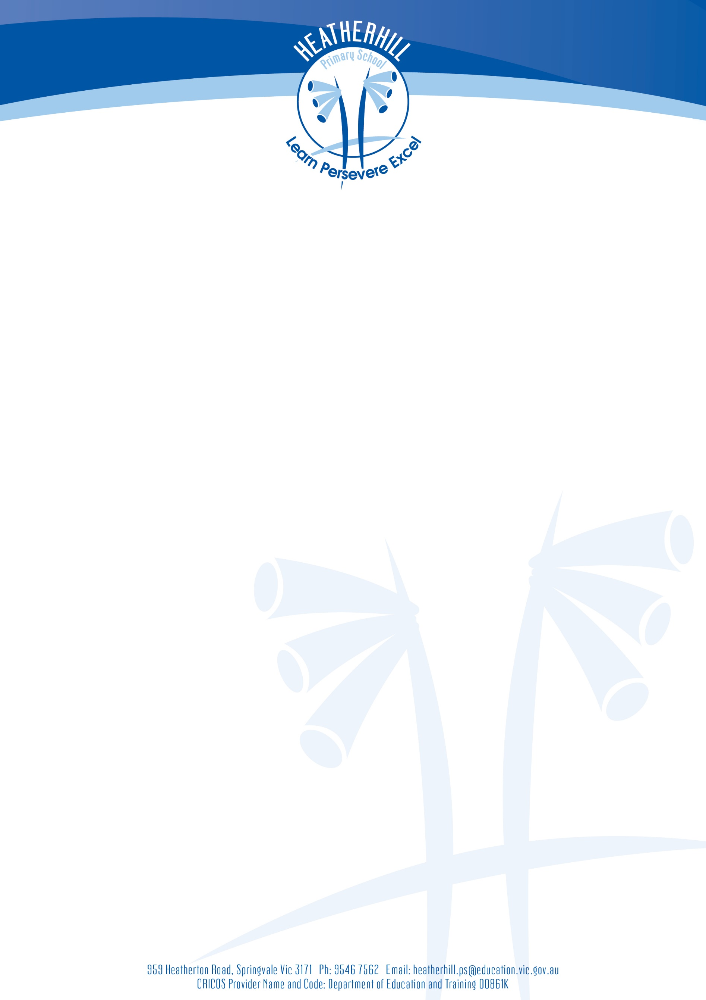 HEATHERHILL
Primary School
Learn Persevere Excel
959 Heatherton Road, Springvale Vic 3171 Ph: 9546 7562 Email: heatherhill.ps@education.vic.gov.au
CRICOS Provider Name and Code: Department of Education and Training 00861K